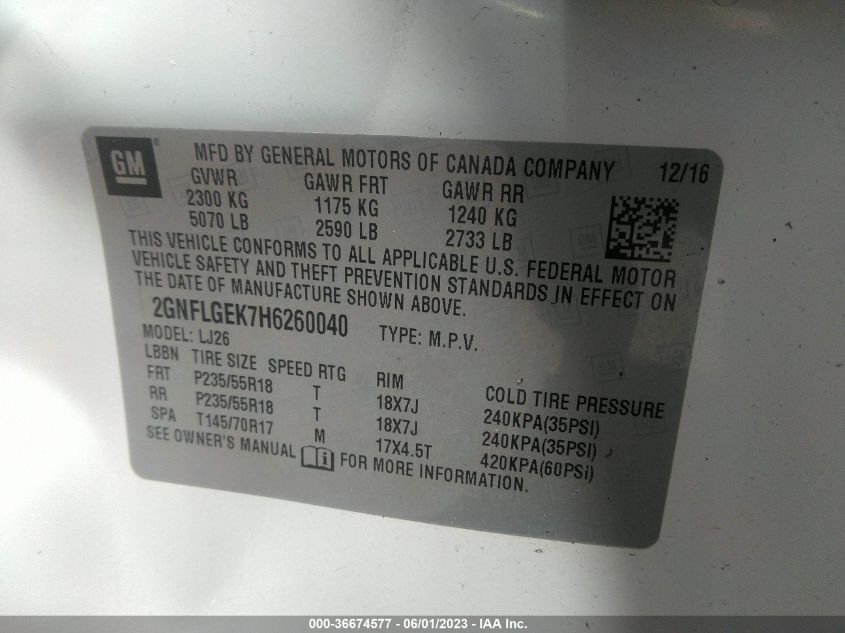 GM
MFD BY GENERAL MOTORS OF CANADA COMPANY 12/16
GVWR GAWR FRT GAWR RR
2300 KG 1175 KG 1240 KG
5070 LB 2590 LB 2733 LB
THIS VEHICLE CONFORMS TO ALL APPLICABLE U.S. FEDERAL MOTOR
VEHICLE SAFETY AND THEFT PREVENTION STANDARDS IN EFFECT ON
THE DATE OF MANUFACTURE SHOWN ABOVE.
2GNFLGEK7H6260040 TYPE: M.P.V.
MODEL: LJ26
LBBN TIRE SIZE SPEED RTG RIM COLD TIRE PRESSURE
FRT P235/55R18 T 18X7J 240KPA(35PSI)
RR P235/55R18 T 18X7J 240KPA(35PSI)
SPA T145/70R17 M 17X4.5T 420KPA(60PSI)
SEE OWNER'S MANUAL FOR MORE INFORMATION.
000-36674577 - 06/01/2023 - IAA Inc.